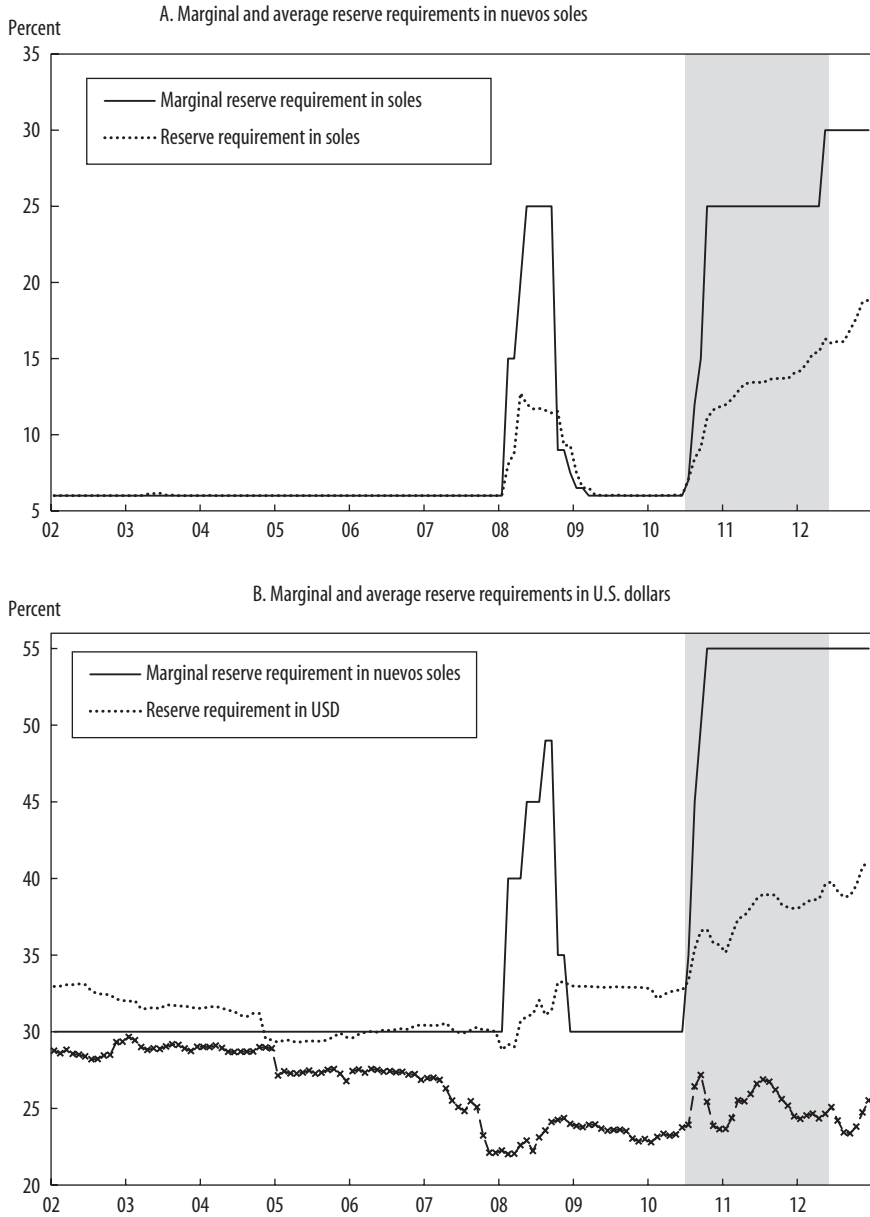 A. Marginal and average reserve requirements in nuevos soles
Percent
35
Marginal reserve requirement in soles
Reserve requirement in soles
30
25
20
15
10
5
02 03 04 05 06 07 08 09 10 11 12
B. Marginal and average reserve requirements in U.S. dollars
Percent
55
Marginal reserve requirement in nuevos soles
Reserve requirement in USD
50
45
40
35
30
25
20
02 03 04 05 06 07 08 09 10 11 12